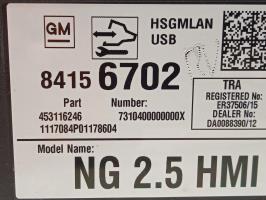 GM
HSGMLAN
USB
8415 6702
TRA
REGISTERED No:
ER37506/15
DEALER No:
DA0088390/12
Part Number:
453116246 7310400000000X
1117084P01178604
Model Name:
NG 2.5 HMI